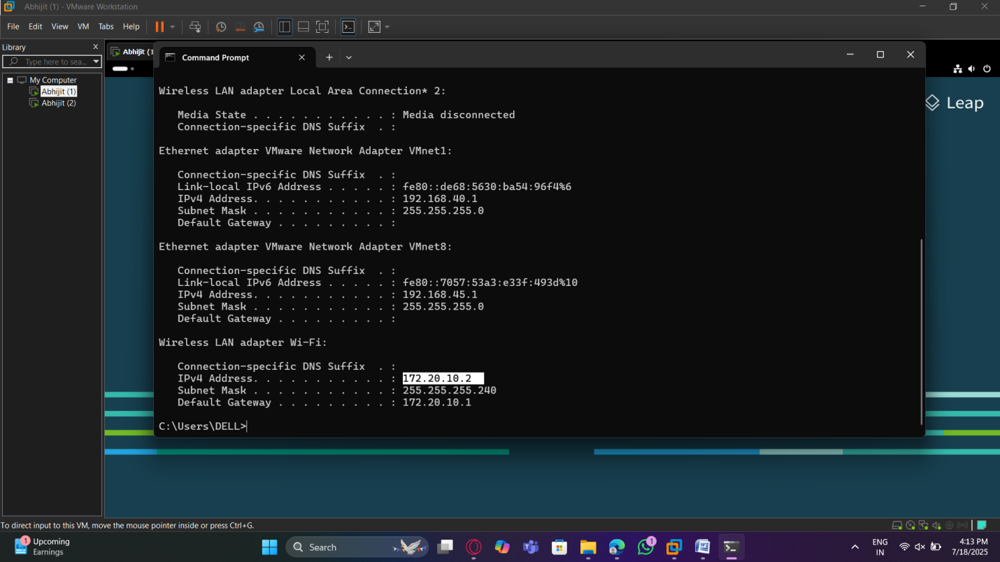 Abhijit (1) - VMware Workstation
File Edit View VM Tabs Help
Library
Type here to sea...
My Computer
Abhijit (1)
Abhijit (2)
Abhijit (1
Command Prompt
Leap
Wireless LAN adapter Local Area Connection* 2:
Media State . . . . . . . . . . . : Media disconnected
Connection-specific DNS Suffix  . :
Ethernet adapter VMware Network Adapter VMnet1:
Connection-specific DNS Suffix  . :
Link-local IPv6 Address . . . . . : fe80::de68:5630:ba54:96f4%6
IPv4 Address. . . . . . . . . . . : 192.168.40.1
Subnet Mask . . . . . . . . . . . : 255.255.255.0
Default Gateway . . . . . . . . . :
Ethernet adapter VMware Network Adapter VMnet8:
Connection-specific DNS Suffix  . :
Link-local IPv6 Address . . . . . : fe80::7057:53a3:e33f:493d%10
IPv4 Address. . . . . . . . . . . : 192.168.45.1
Subnet Mask . . . . . . . . . . . : 255.255.255.0
Default Gateway . . . . . . . . . :
Wireless LAN adapter Wi-Fi:
Connection-specific DNS Suffix  . :
IPv4 Address. . . . . . . . . . . : 172.20.10.2
Subnet Mask . . . . . . . . . . . : 255.255.255.240
Default Gateway . . . . . . . . . : 172.20.10.1
C:\Users\DELL>
To direct input to this VM, move the mouse pointer inside or press Ctrl+G.
1
Upcoming
Earnings
Search
1
ENG
IN
4:13 PM
7/18/2025